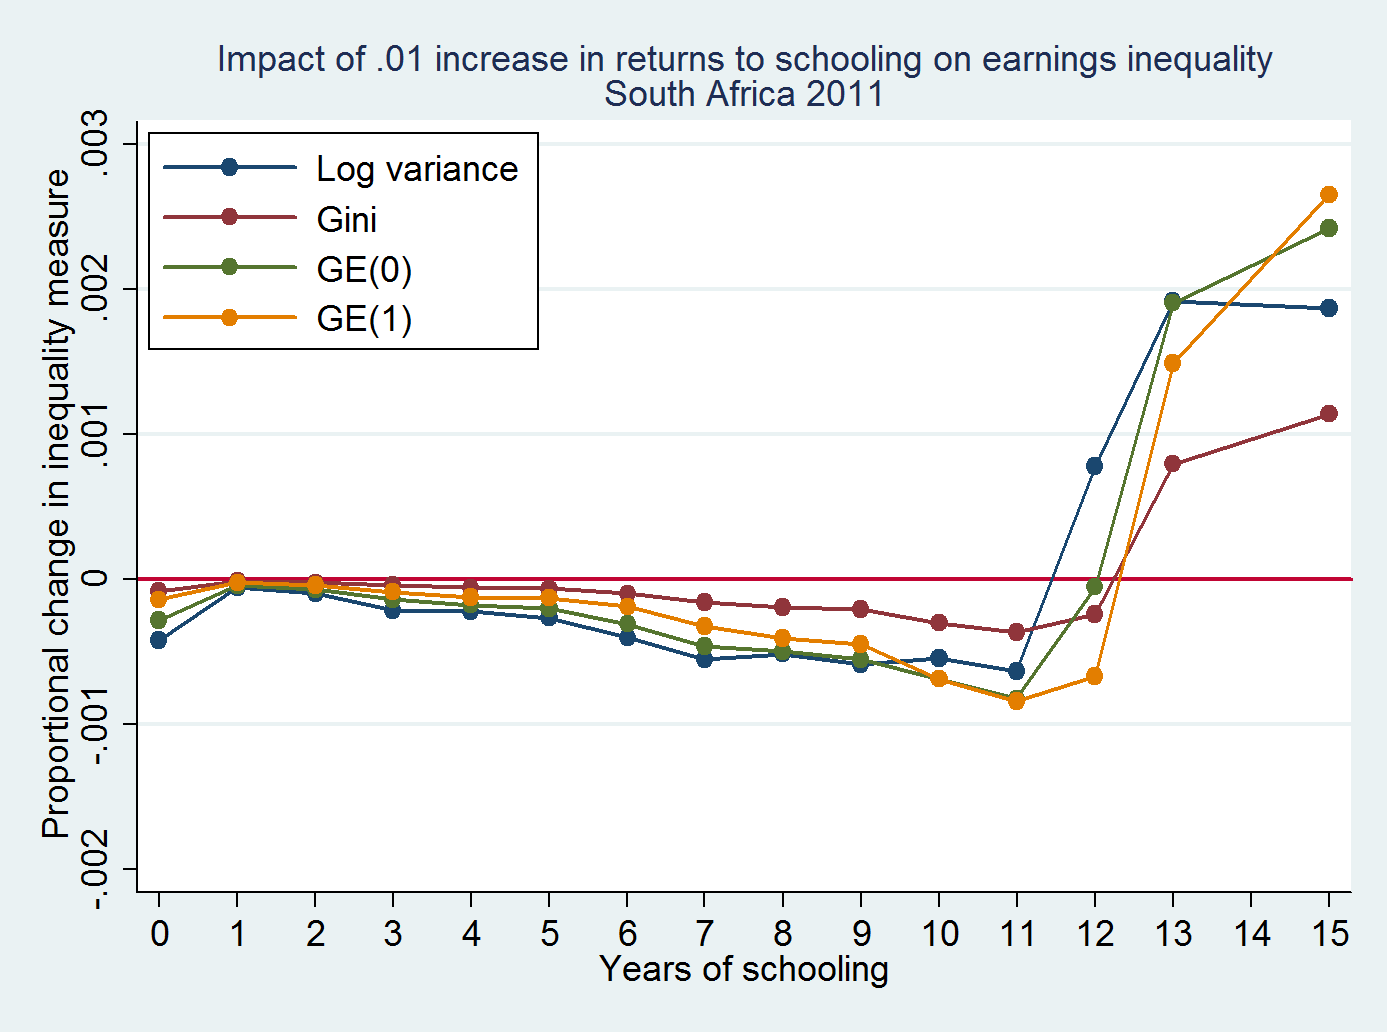 Impact of .01 increase in returns to schooling on earnings inequality
South Africa 2011
Log variance
Gini
GE(0)
GE(1)
Proportional change in inequality measure
.003
.002
.001
0
-.001
-.002
0 1 2 3 4 5 6 7 8 9 10 11 12 13 14 15
Years of schooling